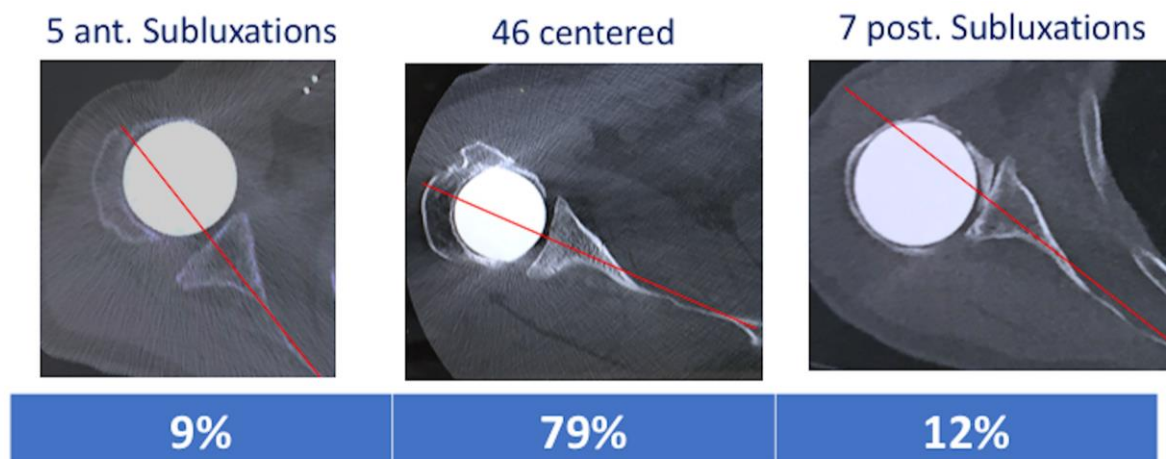 5 ant. Subluxations
46 centered
7 post. Subluxations
9%
79%
12%